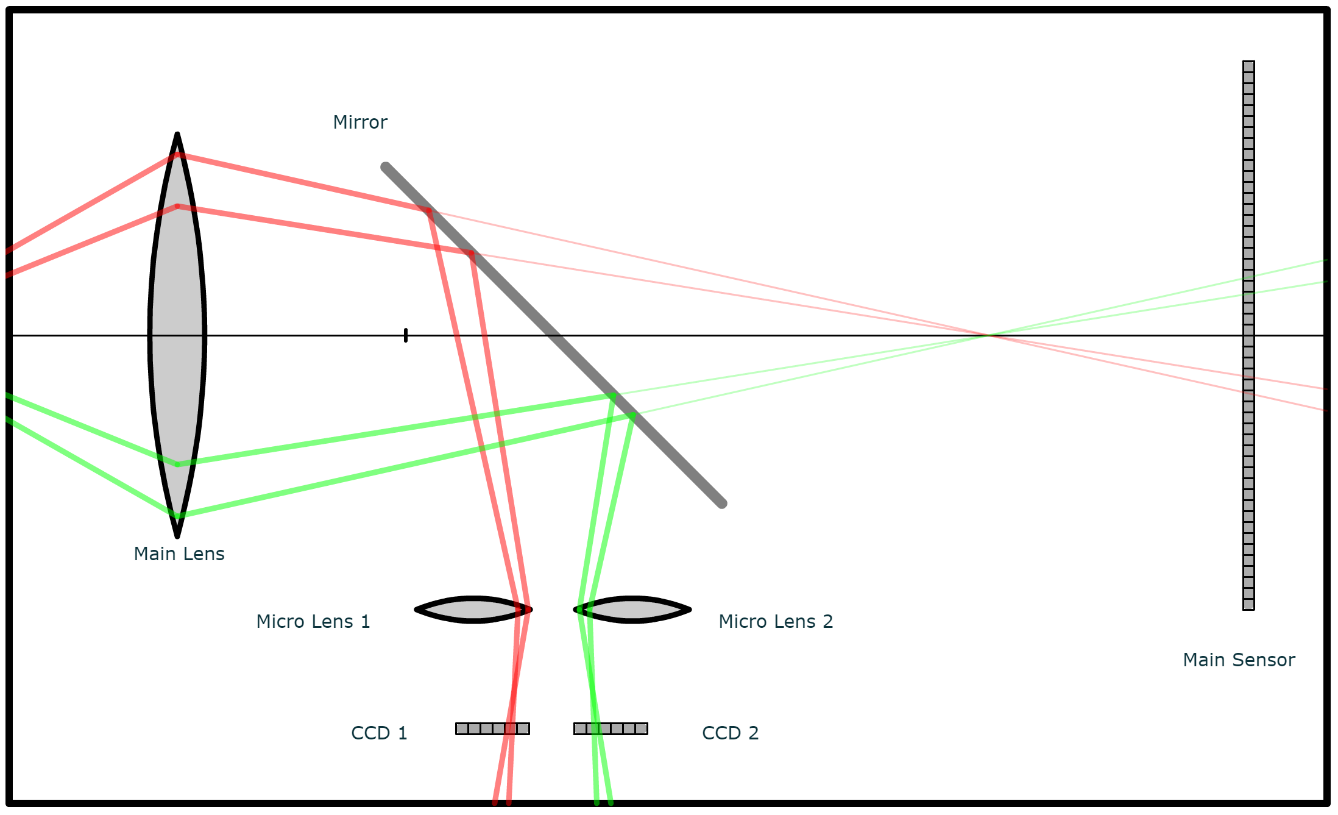 Mirror
Main Lens
Micro Lens 1
Micro Lens 2
Main Sensor
CCD 1
CCD 2